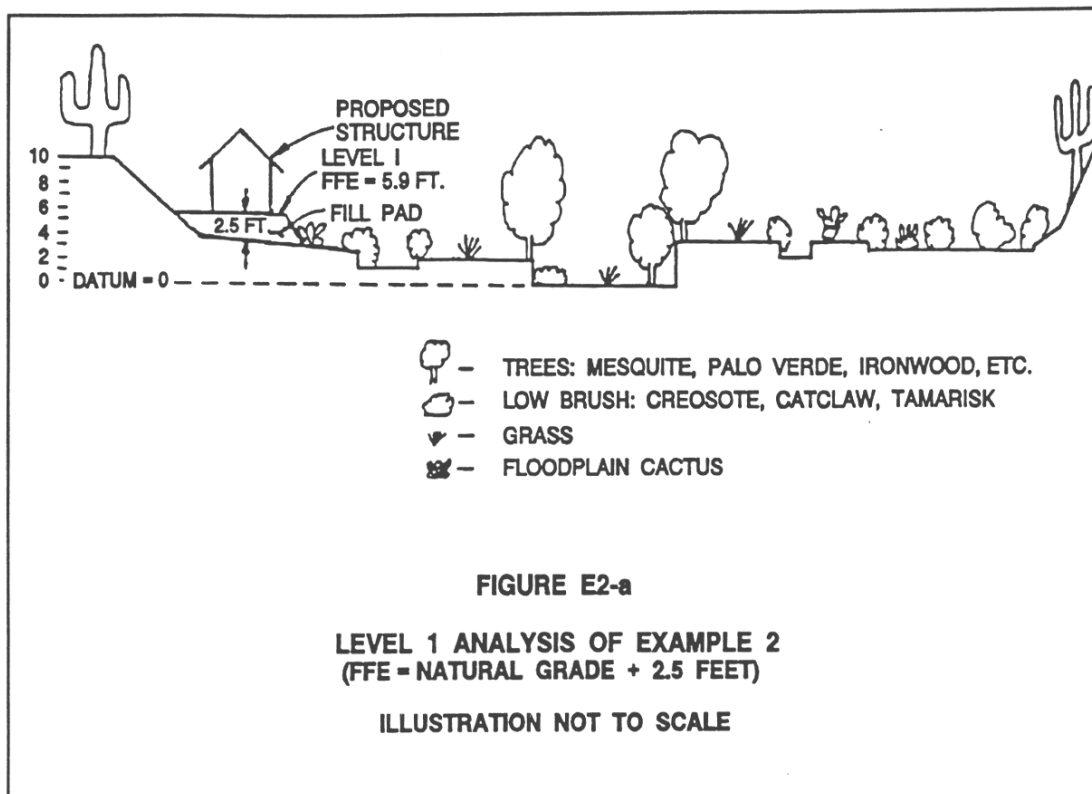 PROPOSED
STRUCTURE
LEVEL I
FFE = 5.9 FT.
FILL PAD
2.5 FT.
10
8
6
4
2
0 - DATUM = 0
- TREES: MESQUITE, PALO VERDE, IRONWOOD, ETC.
- LOW BRUSH: CREOSOTE, CATCLAW, TAMARISK
- GRASS
- FLOODPLAIN CACTUS
FIGURE E2-a
LEVEL 1 ANALYSIS OF EXAMPLE 2
(FFE = NATURAL GRADE + 2.5 FEET)
ILLUSTRATION NOT TO SCALE